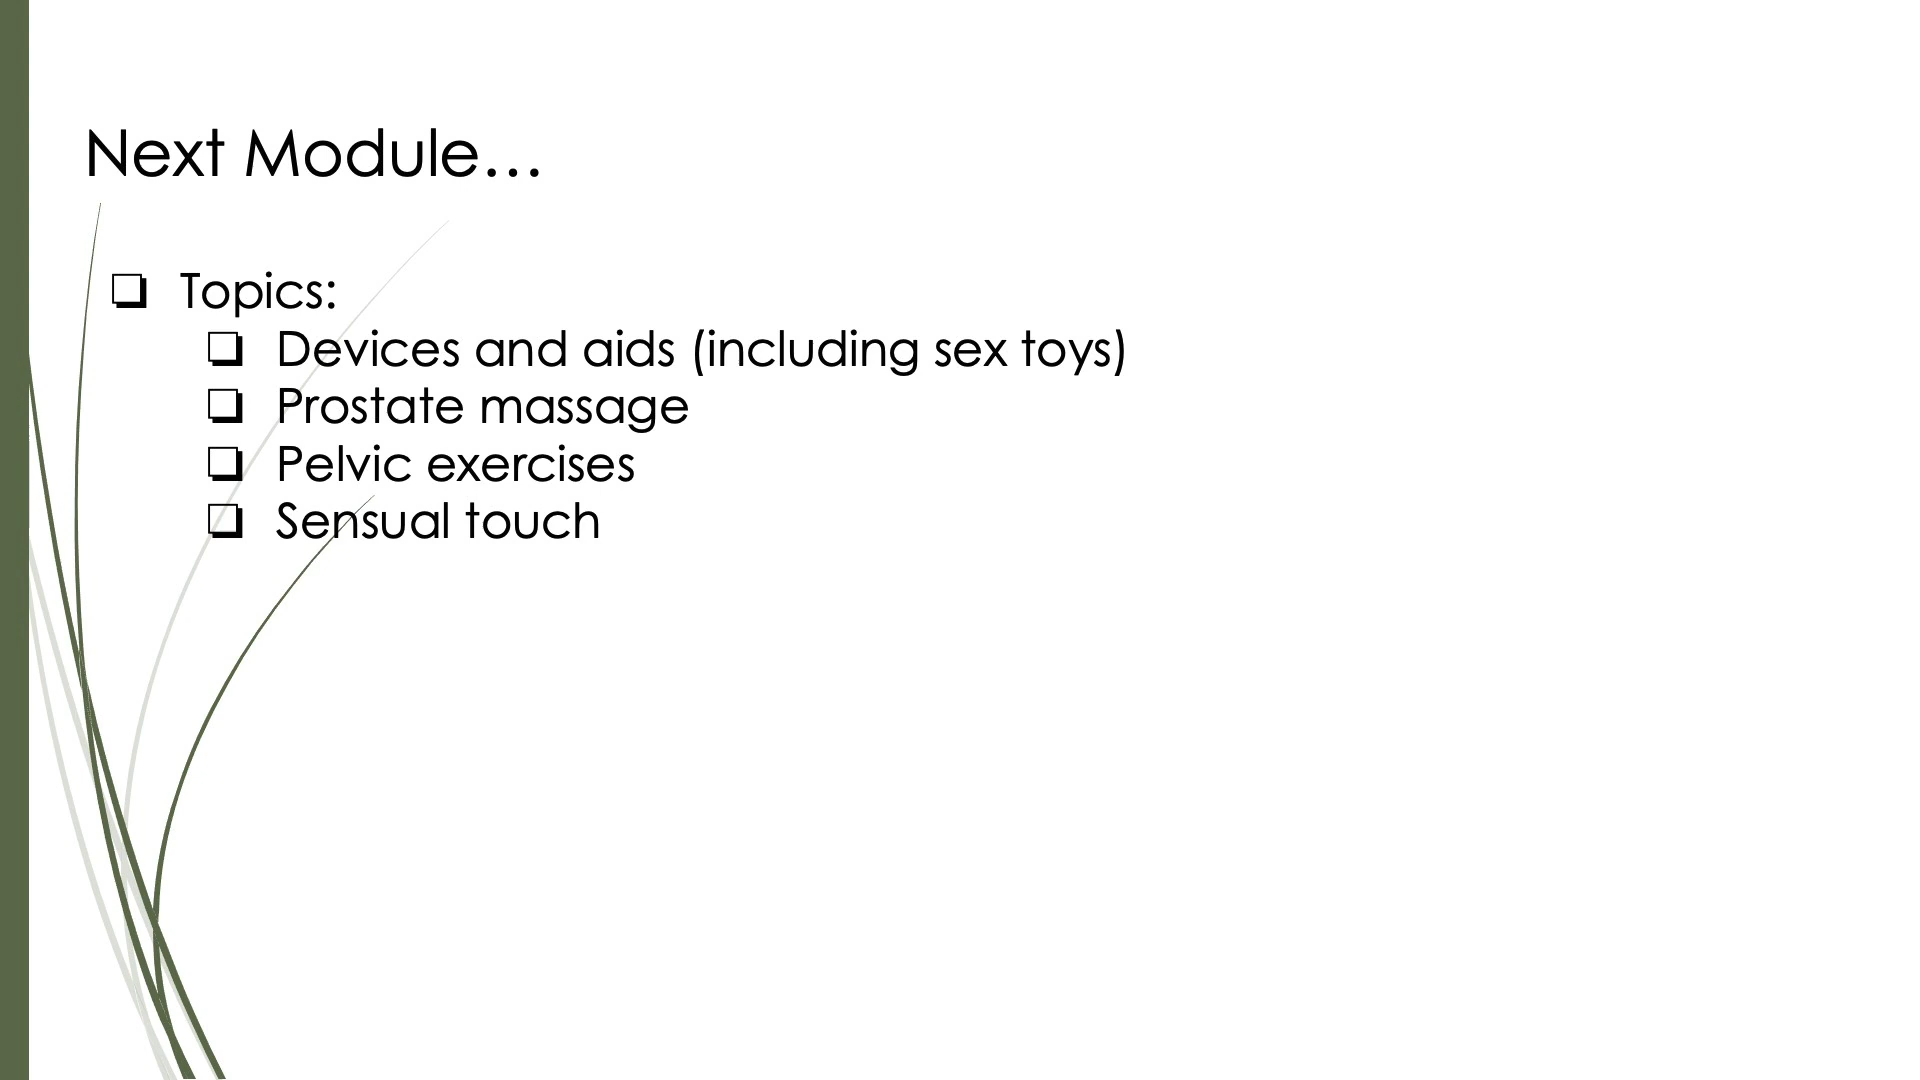 Next Module…
❑ Topics:
❑ Devices and aids (including sex toys)
❑ Prostate massage
❑ Pelvic exercises
❑ Sensual touch